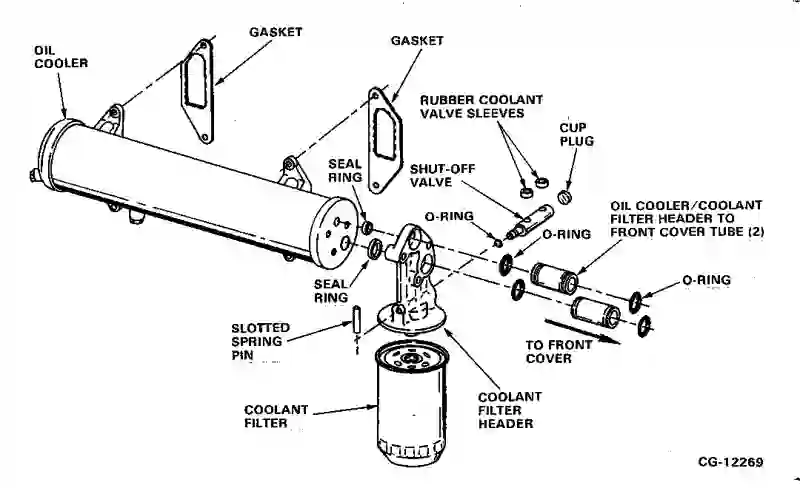 GASKET
OIL
COOLER
GASKET
RUBBER COOLANT
VALVE SLEEVES
CUP
PLUG
SEAL
RING
SHUT-OFF
VALVE
O-RING
OIL COOLER/COOLANT
FILTER HEADER TO
FRONT COVER TUBE (2)
O-RING
O-RING
SEAL
RING
SLOTTED
SPRING
PIN
TO FRONT
COVER
COOLANT
FILTER
COOLANT
FILTER
HEADER
CG-12269